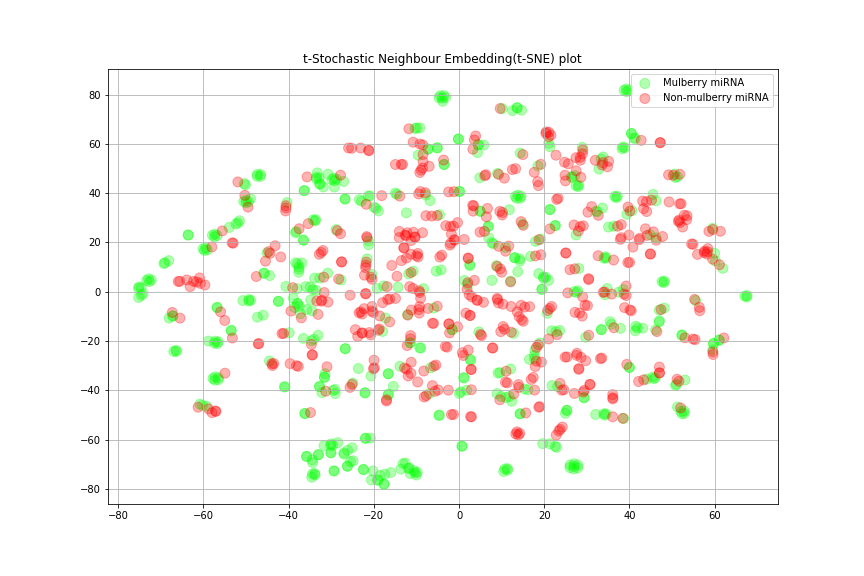 t-Stochastic Neighbour Embedding(t-SNE) plot
Mulberry miRNA
Non-mulberry miRNA
80
60
40
20
0
−20
−40
−60
−80
−80 −60 −40 −20 0 20 40 60